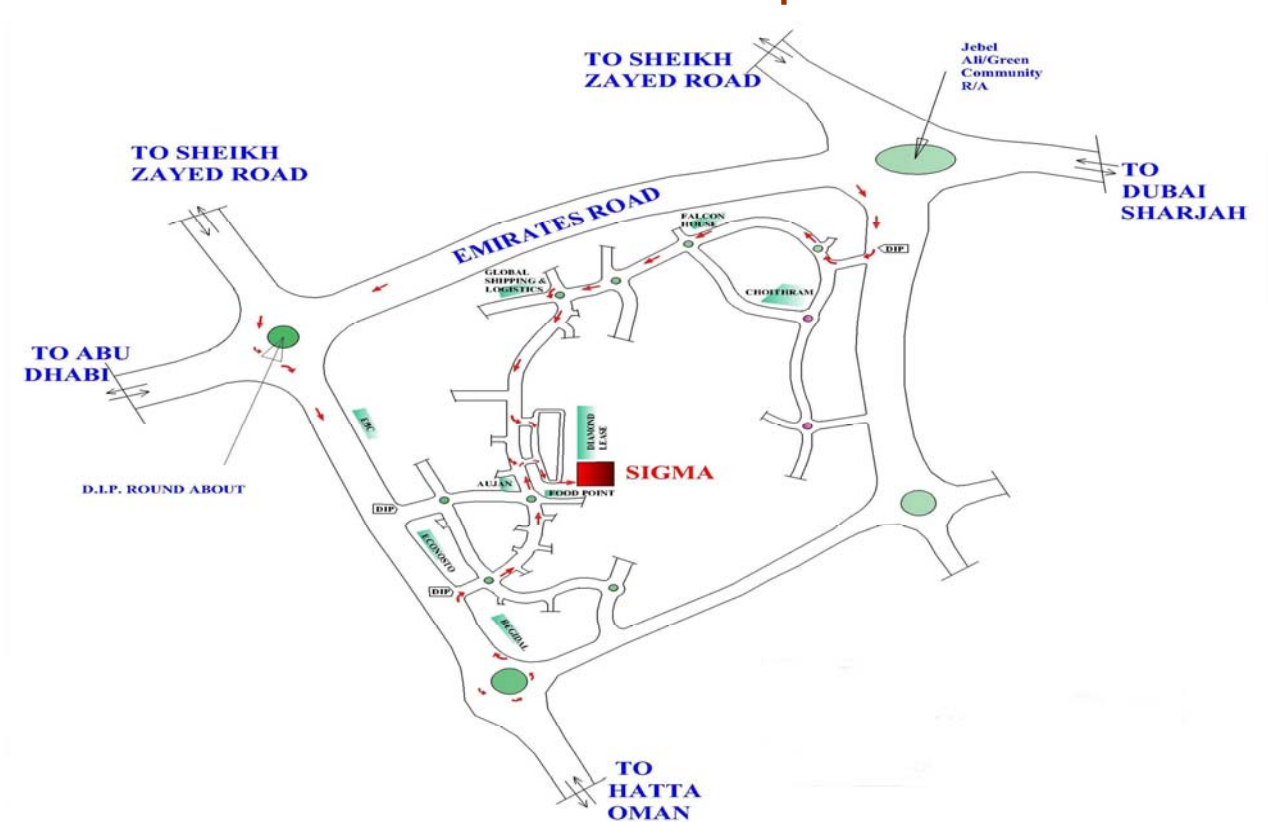 TO SHEIKH
ZAYED ROAD
Jebel
Ali/Green
Community
R/A
TO SHEIKH
ZAYED ROAD
TO
DUBAI
SHARJAH
EMIRATES ROAD
FALCON
HOUSE
DIP
GLOBAL
SHIPPING &
LOGISTICS
CHOITHRAM
TO ABU
DHABI
DIAMOND
LEASE
SIGMA
D.I.P. ROUND ABOUT
AUJAN
FOOD POINT
DIP
ECONOSTO
DIP
TO
HATTA
OMAN